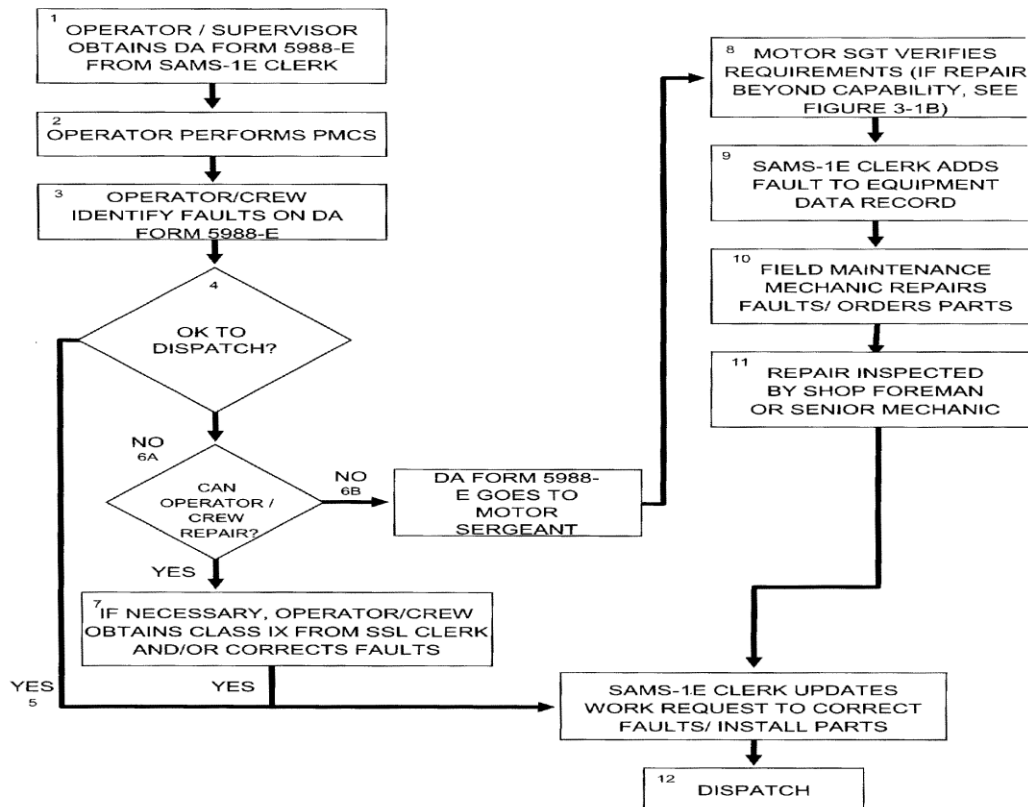 1
OPERATOR / SUPERVISOR
OBTAINS DA FORM 5988-E
FROM SAMS-1E CLERK
2
OPERATOR PERFORMS PMCS
3
OPERATOR/CREW
IDENTIFY FAULTS ON DA
FORM 5988-E
4
OK TO
DISPATCH?
NO
6A
CAN
OPERATOR /
CREW
REPAIR?
NO
6B
DA FORM 5988-
E GOES TO
MOTOR
SERGEANT
YES
7
IF NECESSARY, OPERATOR/CREW
OBTAINS CLASS IX FROM SSL CLERK
AND/OR CORRECTS FAULTS
YES
5
YES
8
MOTOR SGT VERIFIES
REQUIREMENTS (IF REPAIR
BEYOND CAPABILITY, SEE
FIGURE 3-1B)
9
SAMS-1E CLERK ADDS
FAULT TO EQUIPMENT
DATA RECORD
10
FIELD MAINTENANCE
MECHANIC REPAIRS
FAULTS/ ORDERS PARTS
11
REPAIR INSPECTED
BY SHOP FOREMAN
OR SENIOR MECHANIC
SAMS-1E CLERK UPDATES
WORK REQUEST TO CORRECT
FAULTS/ INSTALL PARTS
12
DISPATCH